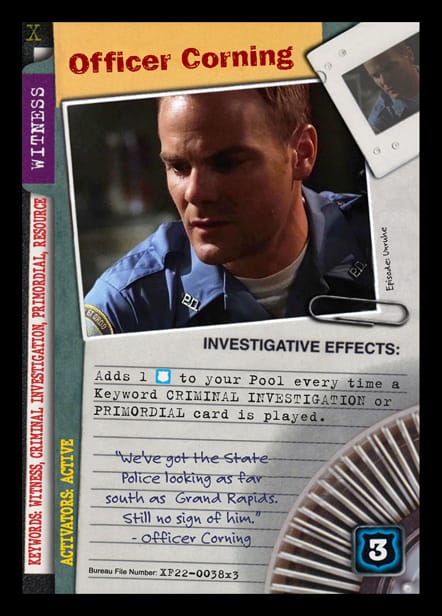 X
Officer Corning
WITNESS
KEYWORDS: WITNESS, CRIMINAL INVESTIGATION, PRIMORDIAL, RESOURCE
ACTIVATORS: ACTIVE
P.D.
P.D.
Episode: Unruhe
INVESTIGATIVE EFFECTS:
Adds 1 to your Pool every time a
Keyword CRIMINAL INVESTIGATION or
PRIMORDIAL card is played.
"We've got the State
Police looking as far
south as Grand Rapids.
Still no sign of him."
- Officer Corning
3
Bureau File Number: XF22-0038x3